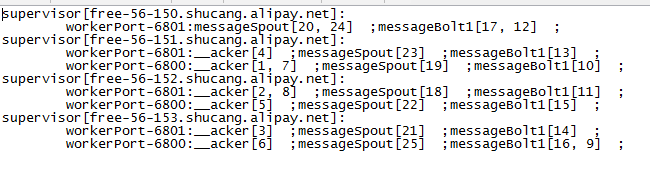 supervisor[free-56-150.shucang.alipay.net]:
workerPort-6801:messageSpout[20, 24] ;messageBolt1[17, 12] ;
supervisor[free-56-151.shucang.alipay.net]:
workerPort-6801:__acker[4] ;messageSpout[23] ;messageBolt1[13] ;
workerPort-6800:__acker[1, 7] ;messageSpout[19] ;messageBolt1[10] ;
supervisor[free-56-152.shucang.alipay.net]:
workerPort-6801:__acker[2, 8] ;messageSpout[18] ;messageBolt1[11] ;
workerPort-6800:__acker[5] ;messageSpout[22] ;messageBolt1[15] ;
supervisor[free-56-153.shucang.alipay.net]:
workerPort-6801:__acker[3] ;messageSpout[21] ;messageBolt1[14] ;
workerPort-6800:__acker[6] ;messageSpout[25] ;messageBolt1[16, 9] ;